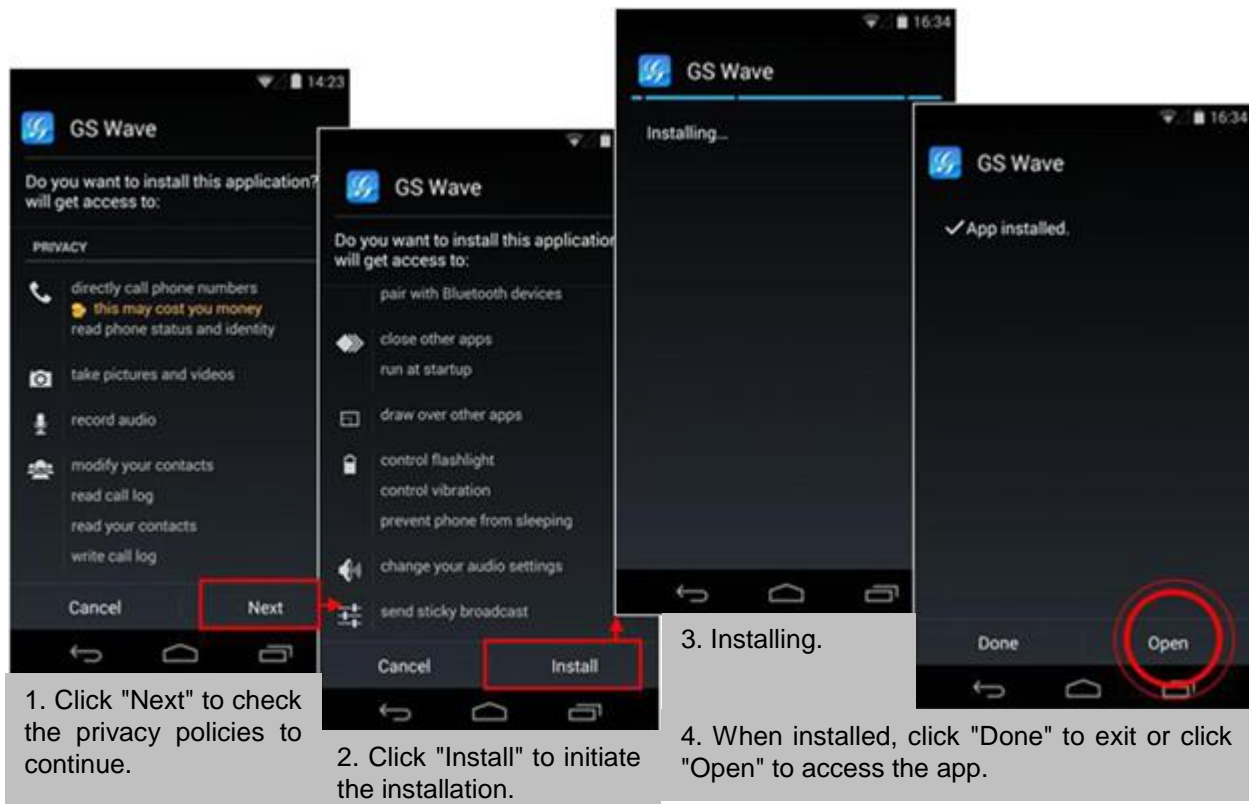 14:23
GS Wave
Do you want to install this application?
will get access to:
PRIVACY
directly call phone numbers
this may cost you money
read phone status and identity
take pictures and videos
record audio
modify your contacts
read call log
read your contacts
write call log
Cancel
Next
1. Click "Next" to check
the privacy policies to
continue.
GS Wave
Do you want to install this application
will get access to:
pair with Bluetooth devices
close other apps
run at startup
draw over other apps
control flashlight
control vibration
prevent phone from sleeping
change your audio settings
send sticky broadcast
Cancel
Install
2. Click "Install" to initiate
the installation.
16:34
GS Wave
Installing...
3. Installing.
16:34
GS Wave
App installed.
Done
Open
4. When installed, click "Done" to exit or click
"Open" to access the app.